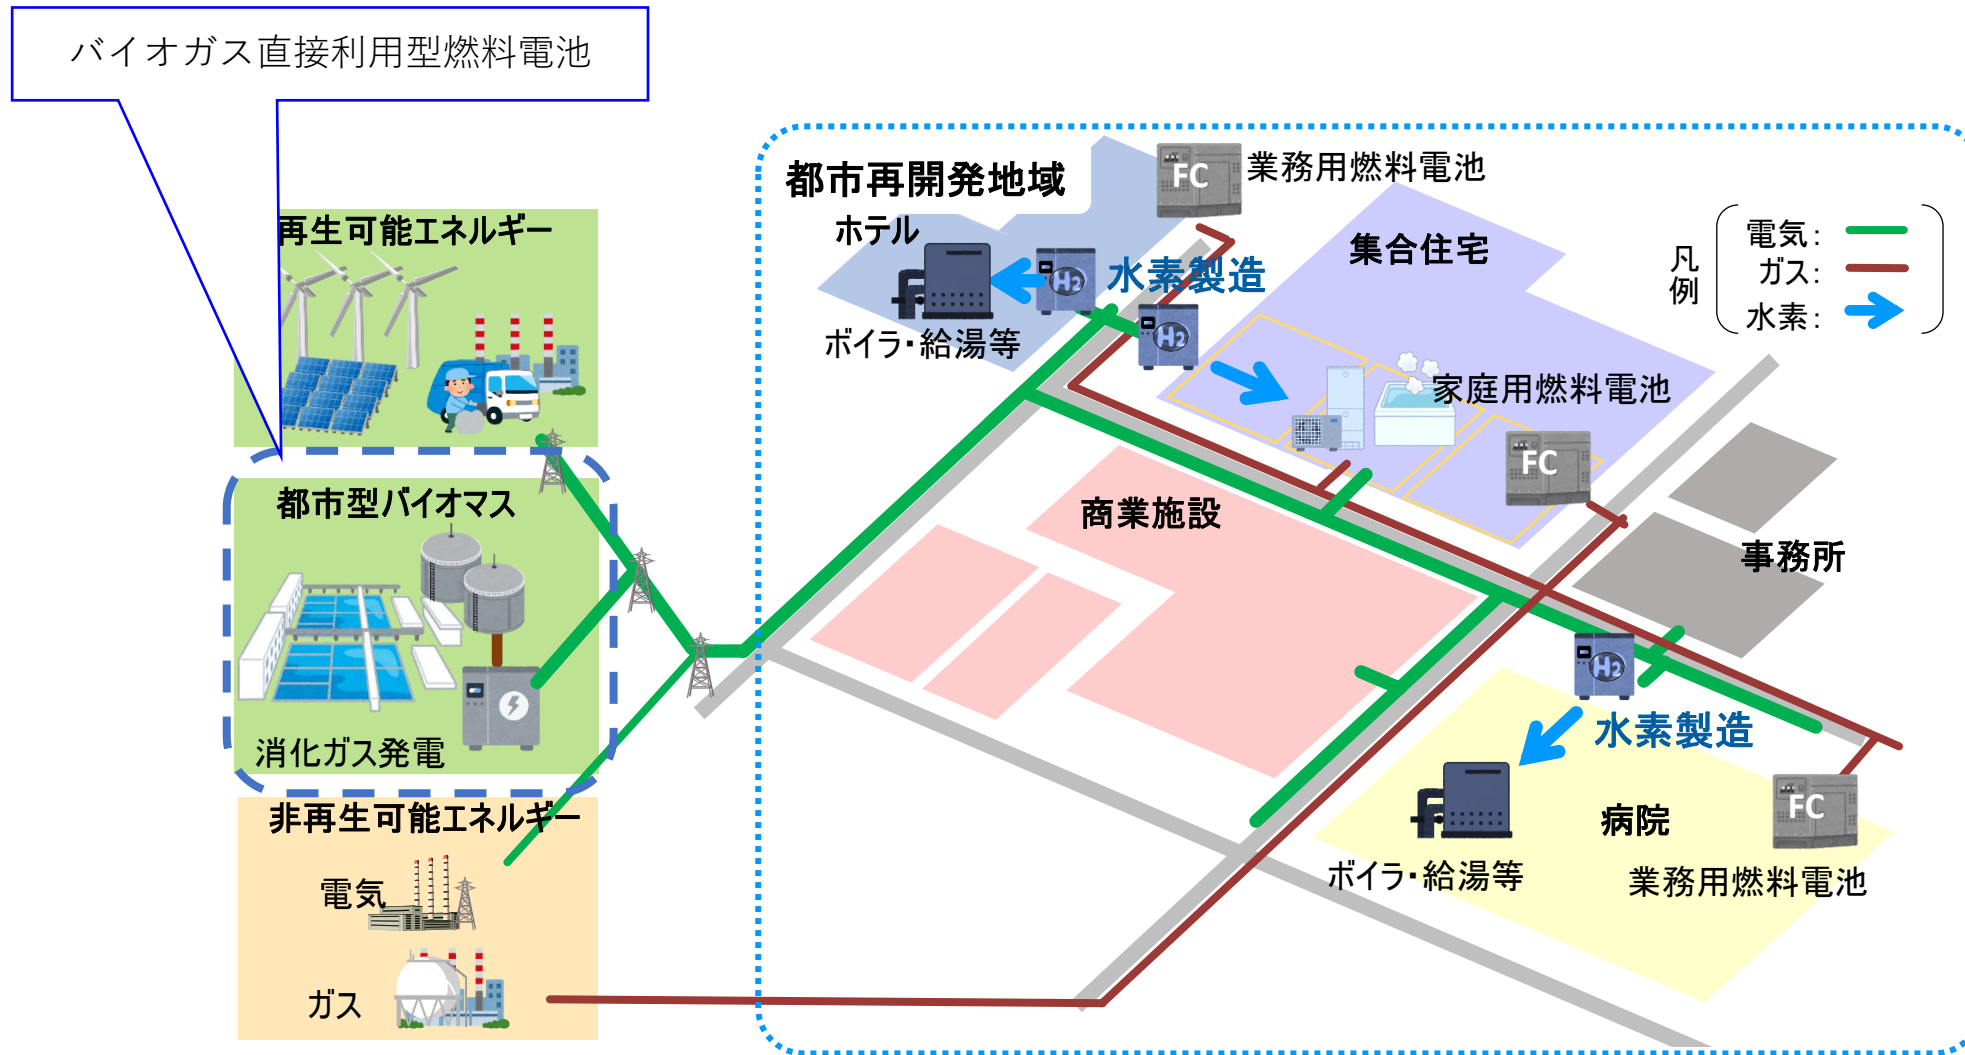 バイオガス直接利用型燃料電池
再生可能エネルギー
都市型バイオマス
消化ガス発電
非再生可能エネルギー
電気
ガス
都市再開発地域
ホテル
FC
業務用燃料電池
H2
水素製造
ボイラ・給湯等
H2
集合住宅
家庭用燃料電池
FC
凡例
電気：
ガス：
水素：
商業施設
事務所
H2
水素製造
ボイラ・給湯等
病院
FC
業務用燃料電池